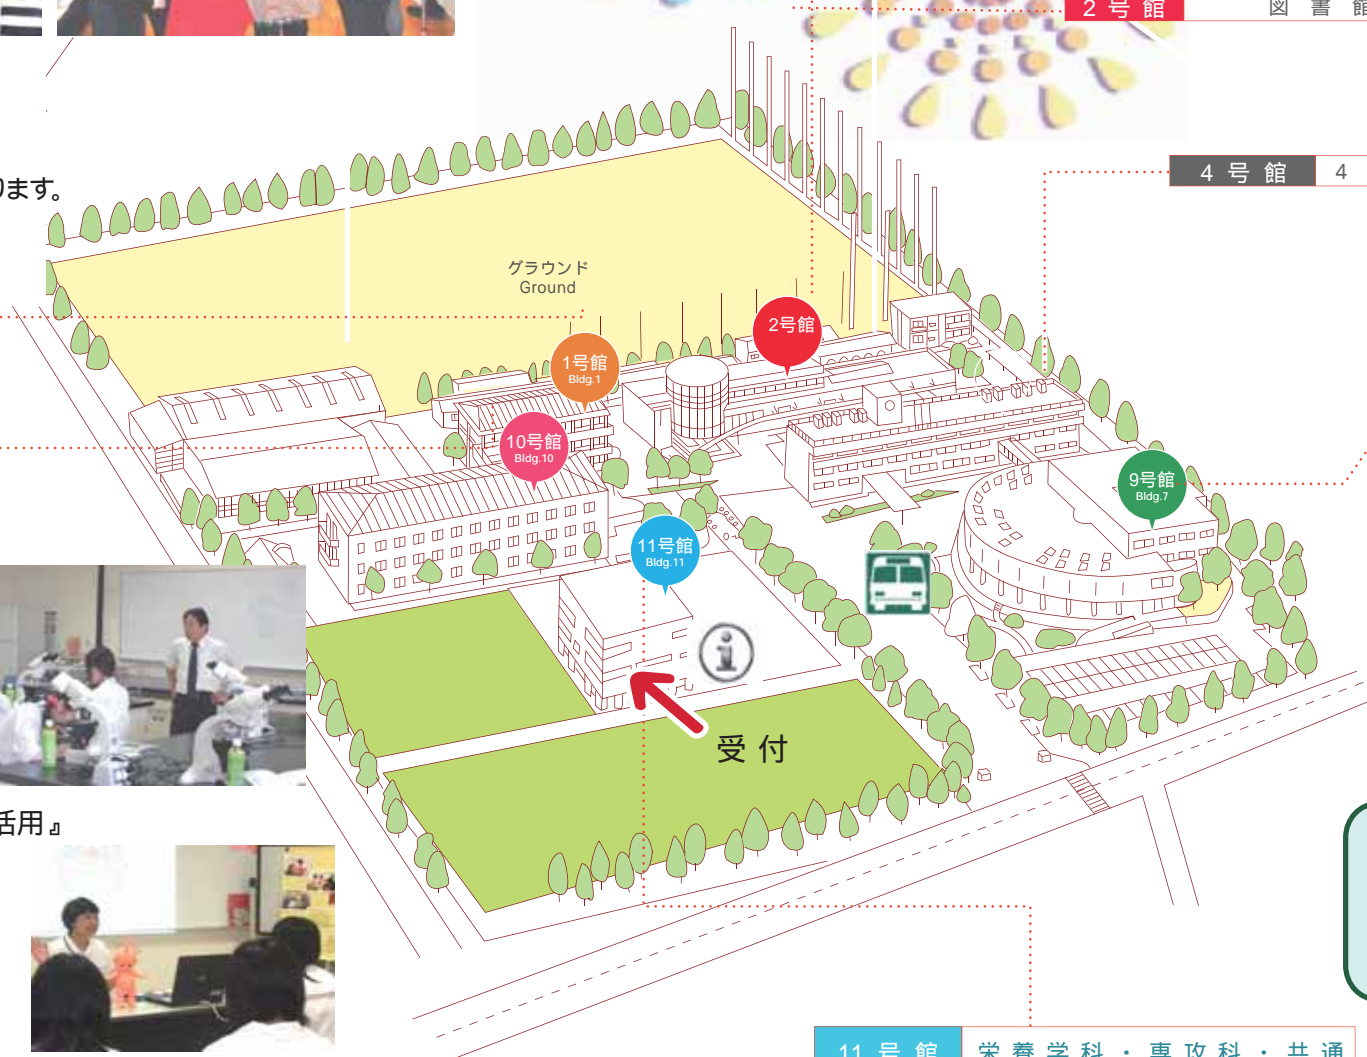 2号館 図書館
ります。
4号館 4
グラウンド
Ground
2号館
1号館
Bldg.1
10号館
Bldg.10
9号館
Bldg.7
11号館
Bldg.11
受付
活用』
11号館 栄養学科・専攻科・共通